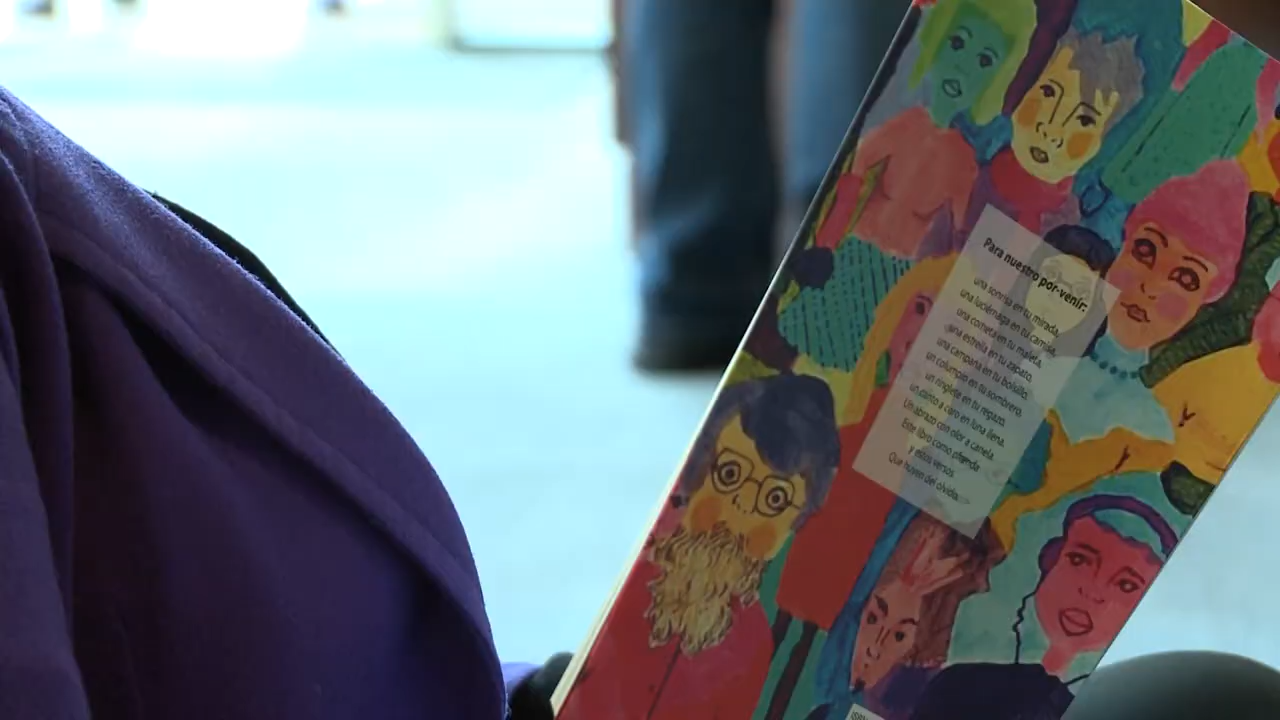 Para nuestro por-venir:
una sonrisa en tu mirada,
una luciérnaga en tu camisa,
una cometa en tu maleta,
una estrella en tu zapato,
una campana en tu bolsillo,
un columpio en tu sombrero,
un ringlete en tu regazo,
un canto a coro en luna llena.
Un abrazo con olor a canela.
Este libro como ofrenda
y estos versos.
Que huyen del olvido.